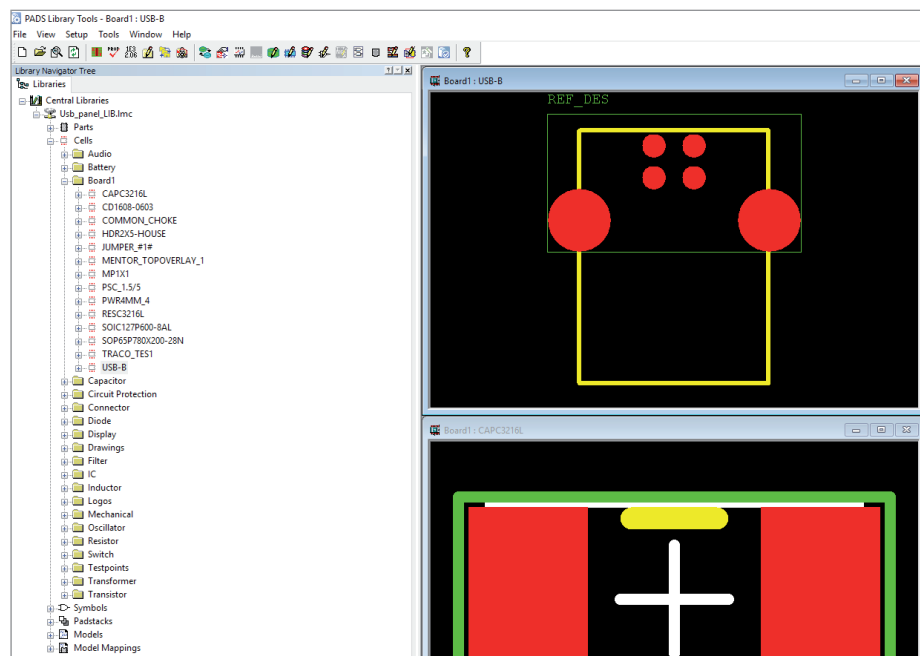 PADS Library Tools - Board1 : USB-B
File View Setup Tools Window Help
Library Navigator Tree
Libraries
Central Libraries
Usb_panel_LIB.lmc
Parts
Cells
Audio
Battery
Board1
CAPC3216L
CD1608-0603
COMMON_CHOKE
HDR2X5-HOUSE
JUMPER_#1#
MENTOR_TOPOVERLAY_1
MP1X1
PSC_1.5/5
PWR4MM_4
RESC3216L
SOIC127P600-8AL
SOP65P780X200-28N
TRACO_TES1
USB-B
Capacitor
Circuit Protection
Connector
Diode
Display
Drawings
Filter
IC
Inductor
Logos
Mechanical
Oscillator
Resistor
Switch
Testpoints
Transformer
Transistor
Symbols
Padstacks
Models
Model Mappings
Board1 : USB-B
REF_DES
Board1 : CAPC3216L